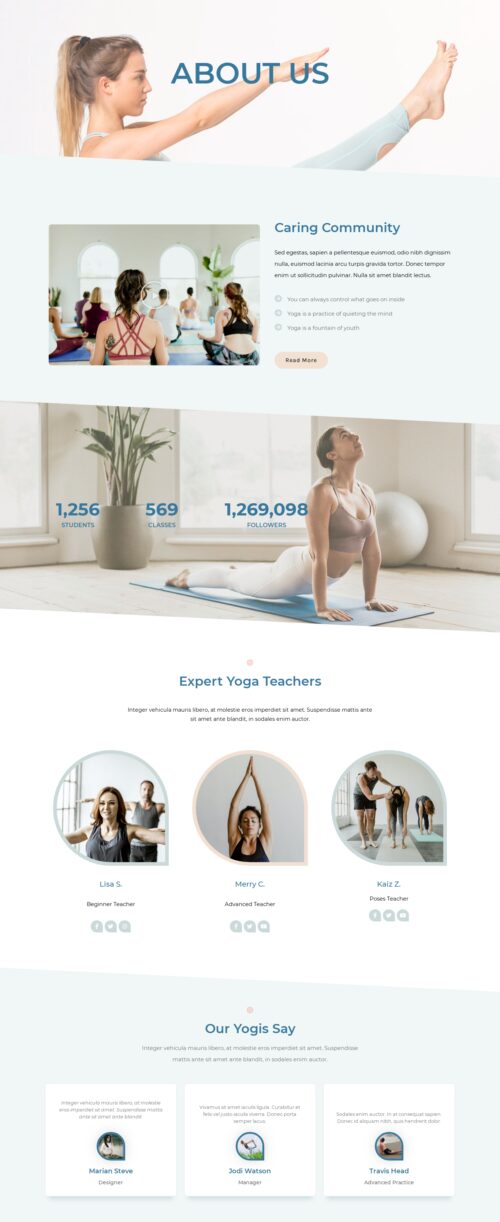 ABOUT US
Caring Community
Sed egestas, sapien a pellentesque euismod, odio nibh dignissim
nulla, euismod lacinia arcu turpis gravida tortor. Donec tempor
enim ut sollicitudin pulvinar. Nulla sit amet blandit lectus.
You can always control what goes on inside
Yoga is a practice of quieting the mind
Yoga is a fountain of youth
Read More
1,256
STUDENTS
569
CLASSES
1,269,098
FOLLOWERS
Expert Yoga Teachers
Integer vehicula mauris libero, at molestie eros imperdiet sit amet. Suspendisse mattis ante
sit amet ante blandit, in sodales enim auctor.
Lisa S.
Beginner Teacher
Merry C.
Advanced Teacher
Kaiz Z.
Poses Teacher
Our Yogis Say
Integer vehicula mauris libero, at molestie eros imperdiet sit amet. Suspendisse
mattis ante sit amet ante blandit, in sodales enim auctor.
Integer vehicula mauris libero, at molestie
eros imperdiet sit amet. Suspendisse mattis
ante sit amet ante blandit
Marian Steve
Designer
Vivamus sit amet iaculis ligula. Curabitur et
felis vel justo iaculis viverra. Donec porta
semper lacus
Jodi Watson
Manager
Sodales enim auctor. In at consequat sapien.
Donec id aliquam nibh, quis hendrerit dolor
Travis Head
Advanced Practice